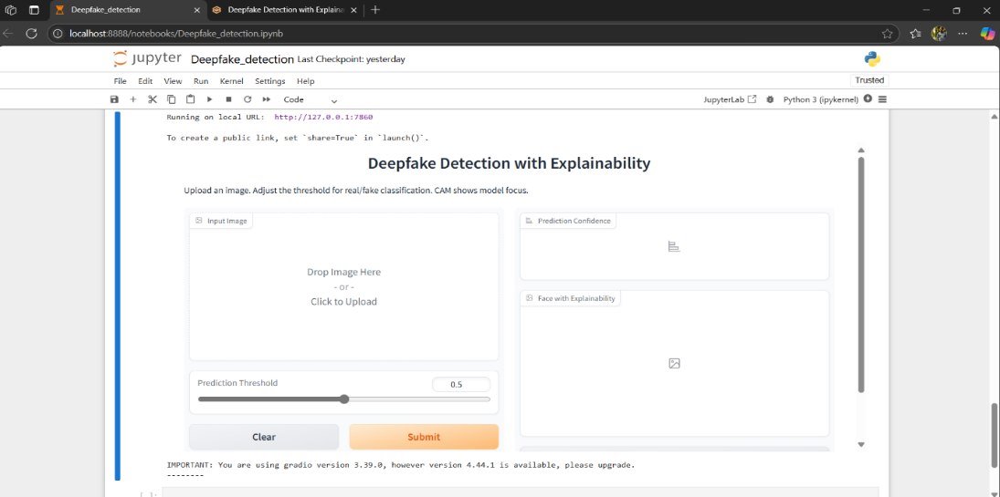 Deepfake_detection
Deepfake Detection with Explaina
localhost:8888/notebooks/Deepfake_detection.ipynb
jupyter Deepfake_detection Last Checkpoint: yesterday
File Edit View Run Kernel Settings Help
Trusted
Code
JupyterLab
Python 3 (ipykernel)
Running on local URL: http://127.0.0.1:7860
To create a public link, set `share=True` in `launch()`.
Deepfake Detection with Explainability
Upload an image. Adjust the threshold for real/fake classification. CAM shows model focus.
Input Image
Drop Image Here
- or -
Click to Upload
Prediction Threshold
0.5
Clear
Submit
Prediction Confidence
Face with Explainability
IMPORTANT: You are using gradio version 3.39.0, however version 4.44.1 is available, please upgrade.
--------
[ ]: